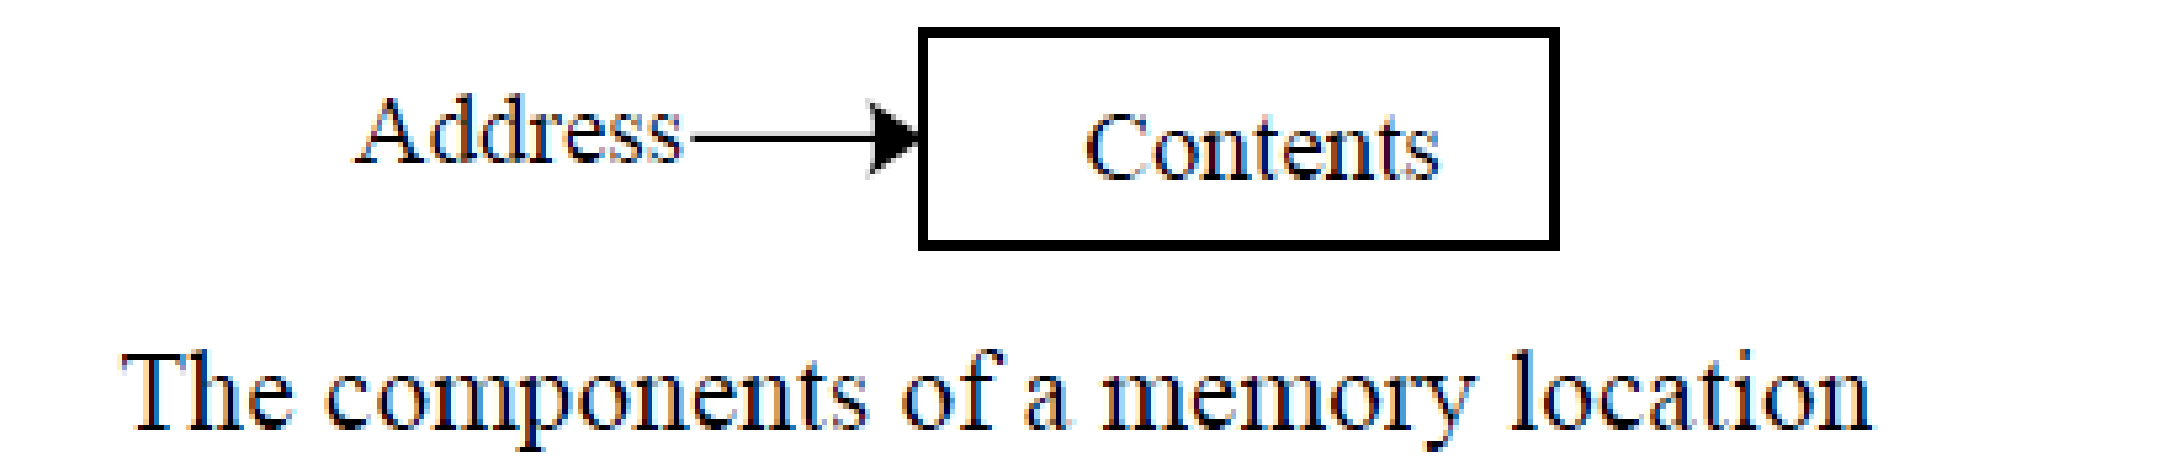 Address Contents
The components of a memory location